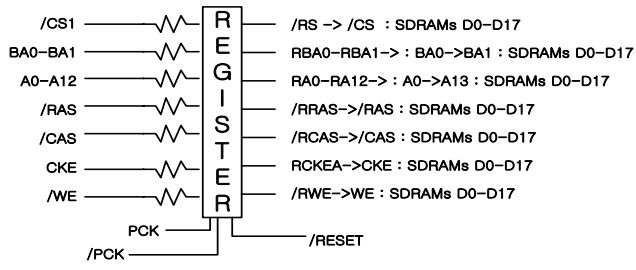 /CS1
BA0-BA1
A0-A12
/RAS
/CAS
CKE
/WE
REGISTER
/RS -> /CS : SDRAMs D0-D17
RBA0-RBA1-> : BA0->BA1 : SDRAMs D0-D17
RA0-RA12-> : A0->A13 : SDRAMs D0-D17
/RRAS->/RAS : SDRAMs D0-D17
/RCAS->/CAS : SDRAMs D0-D17
RCKEA->CKE : SDRAMs D0-D17
/RWE->WE : SDRAMs D0-D17
PCK
/PCK
/RESET